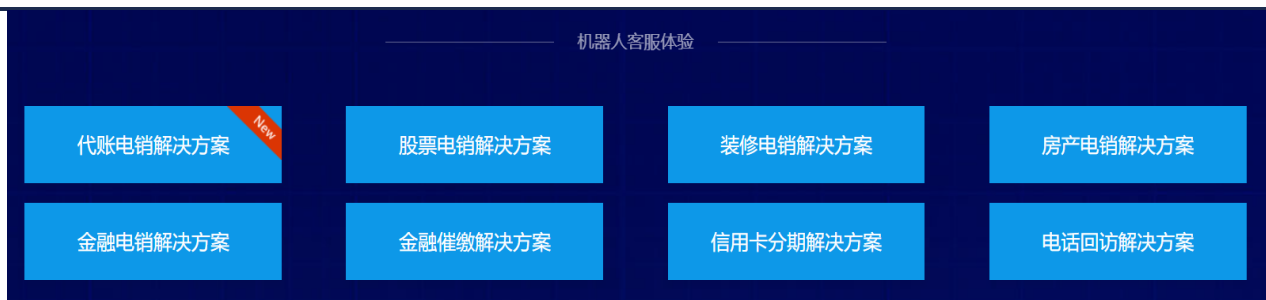 机器人客服体验
代账电销解决方案
New
股票电销解决方案
装修电销解决方案
房产电销解决方案
金融电销解决方案
金融催缴解决方案
信用卡分期解决方案
电话回访解决方案